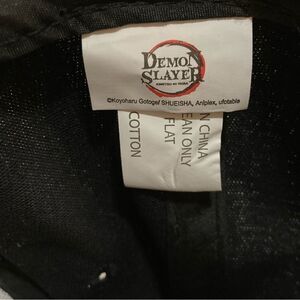 DEMON
SLAYER
KIMETSU NO YAIBA
©Koyoharu Gotoge/ SHUEISHA, Aniplex, ufotable
N CHINA
EAN ONLY
FLAT
COTTON